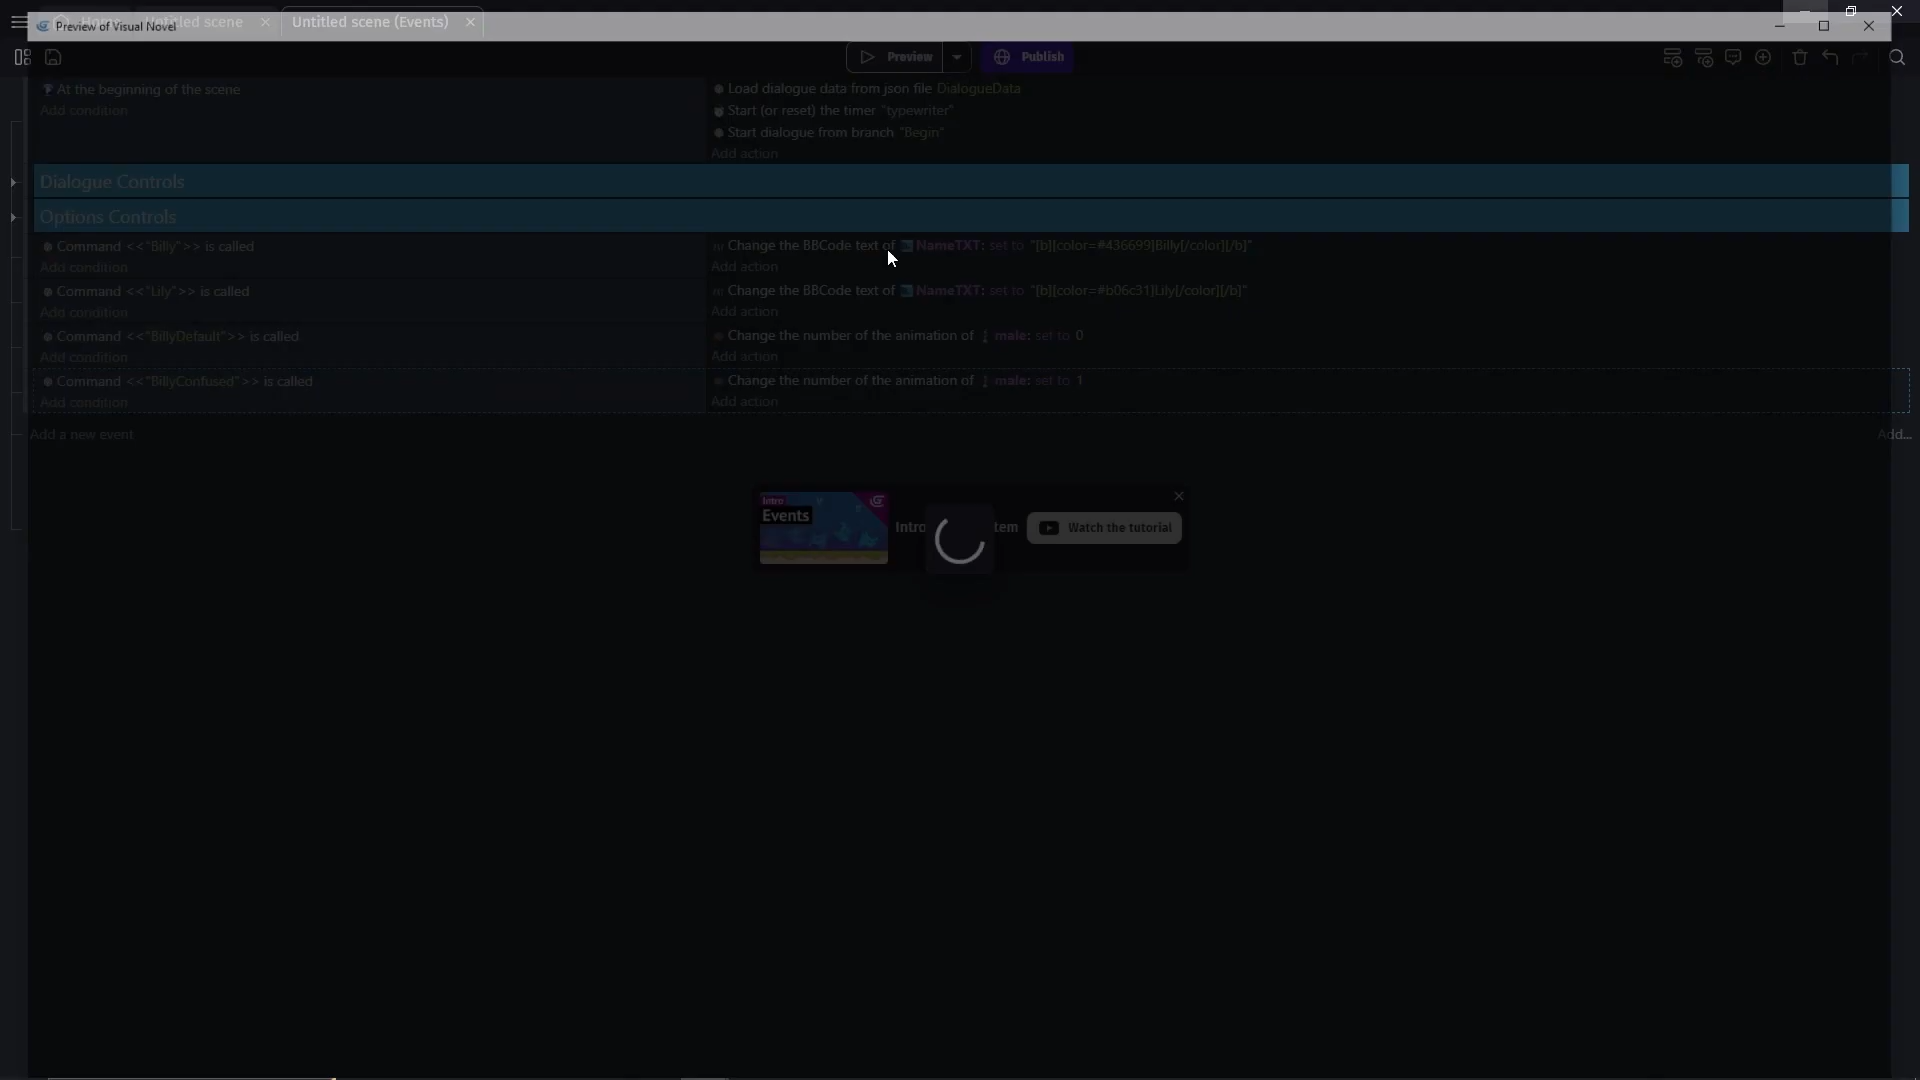 Home
Untitled scene
Untitled scene (Events)
Preview of Visual Novel
Preview
Publish
At the beginning of the scene
Add condition
Load dialogue data from json file DialogueData
Start (or reset) the timer "typewriter"
Start dialogue from branch "Begin"
Add action
Dialogue Controls
Options Controls
Command <<"Billy">> is called
Add condition
Change the BBCode text of NameTXT: set to "[b][color=#436699]Billy[/color][/b]"
Add action
Command <<"Lily">> is called
Add condition
Change the BBCode text of NameTXT: set to "[b][color=#b06c31]Lily[/color][/b]"
Add action
Command <<"BillyDefault">> is called
Add condition
Change the number of the animation of male: set to 0
Add action
Command <<"BillyConfused">> is called
Add condition
Change the number of the animation of male: set to 1
Add action
Add a new event
Add...
Intro
Events
Intro
Watch the tutorial